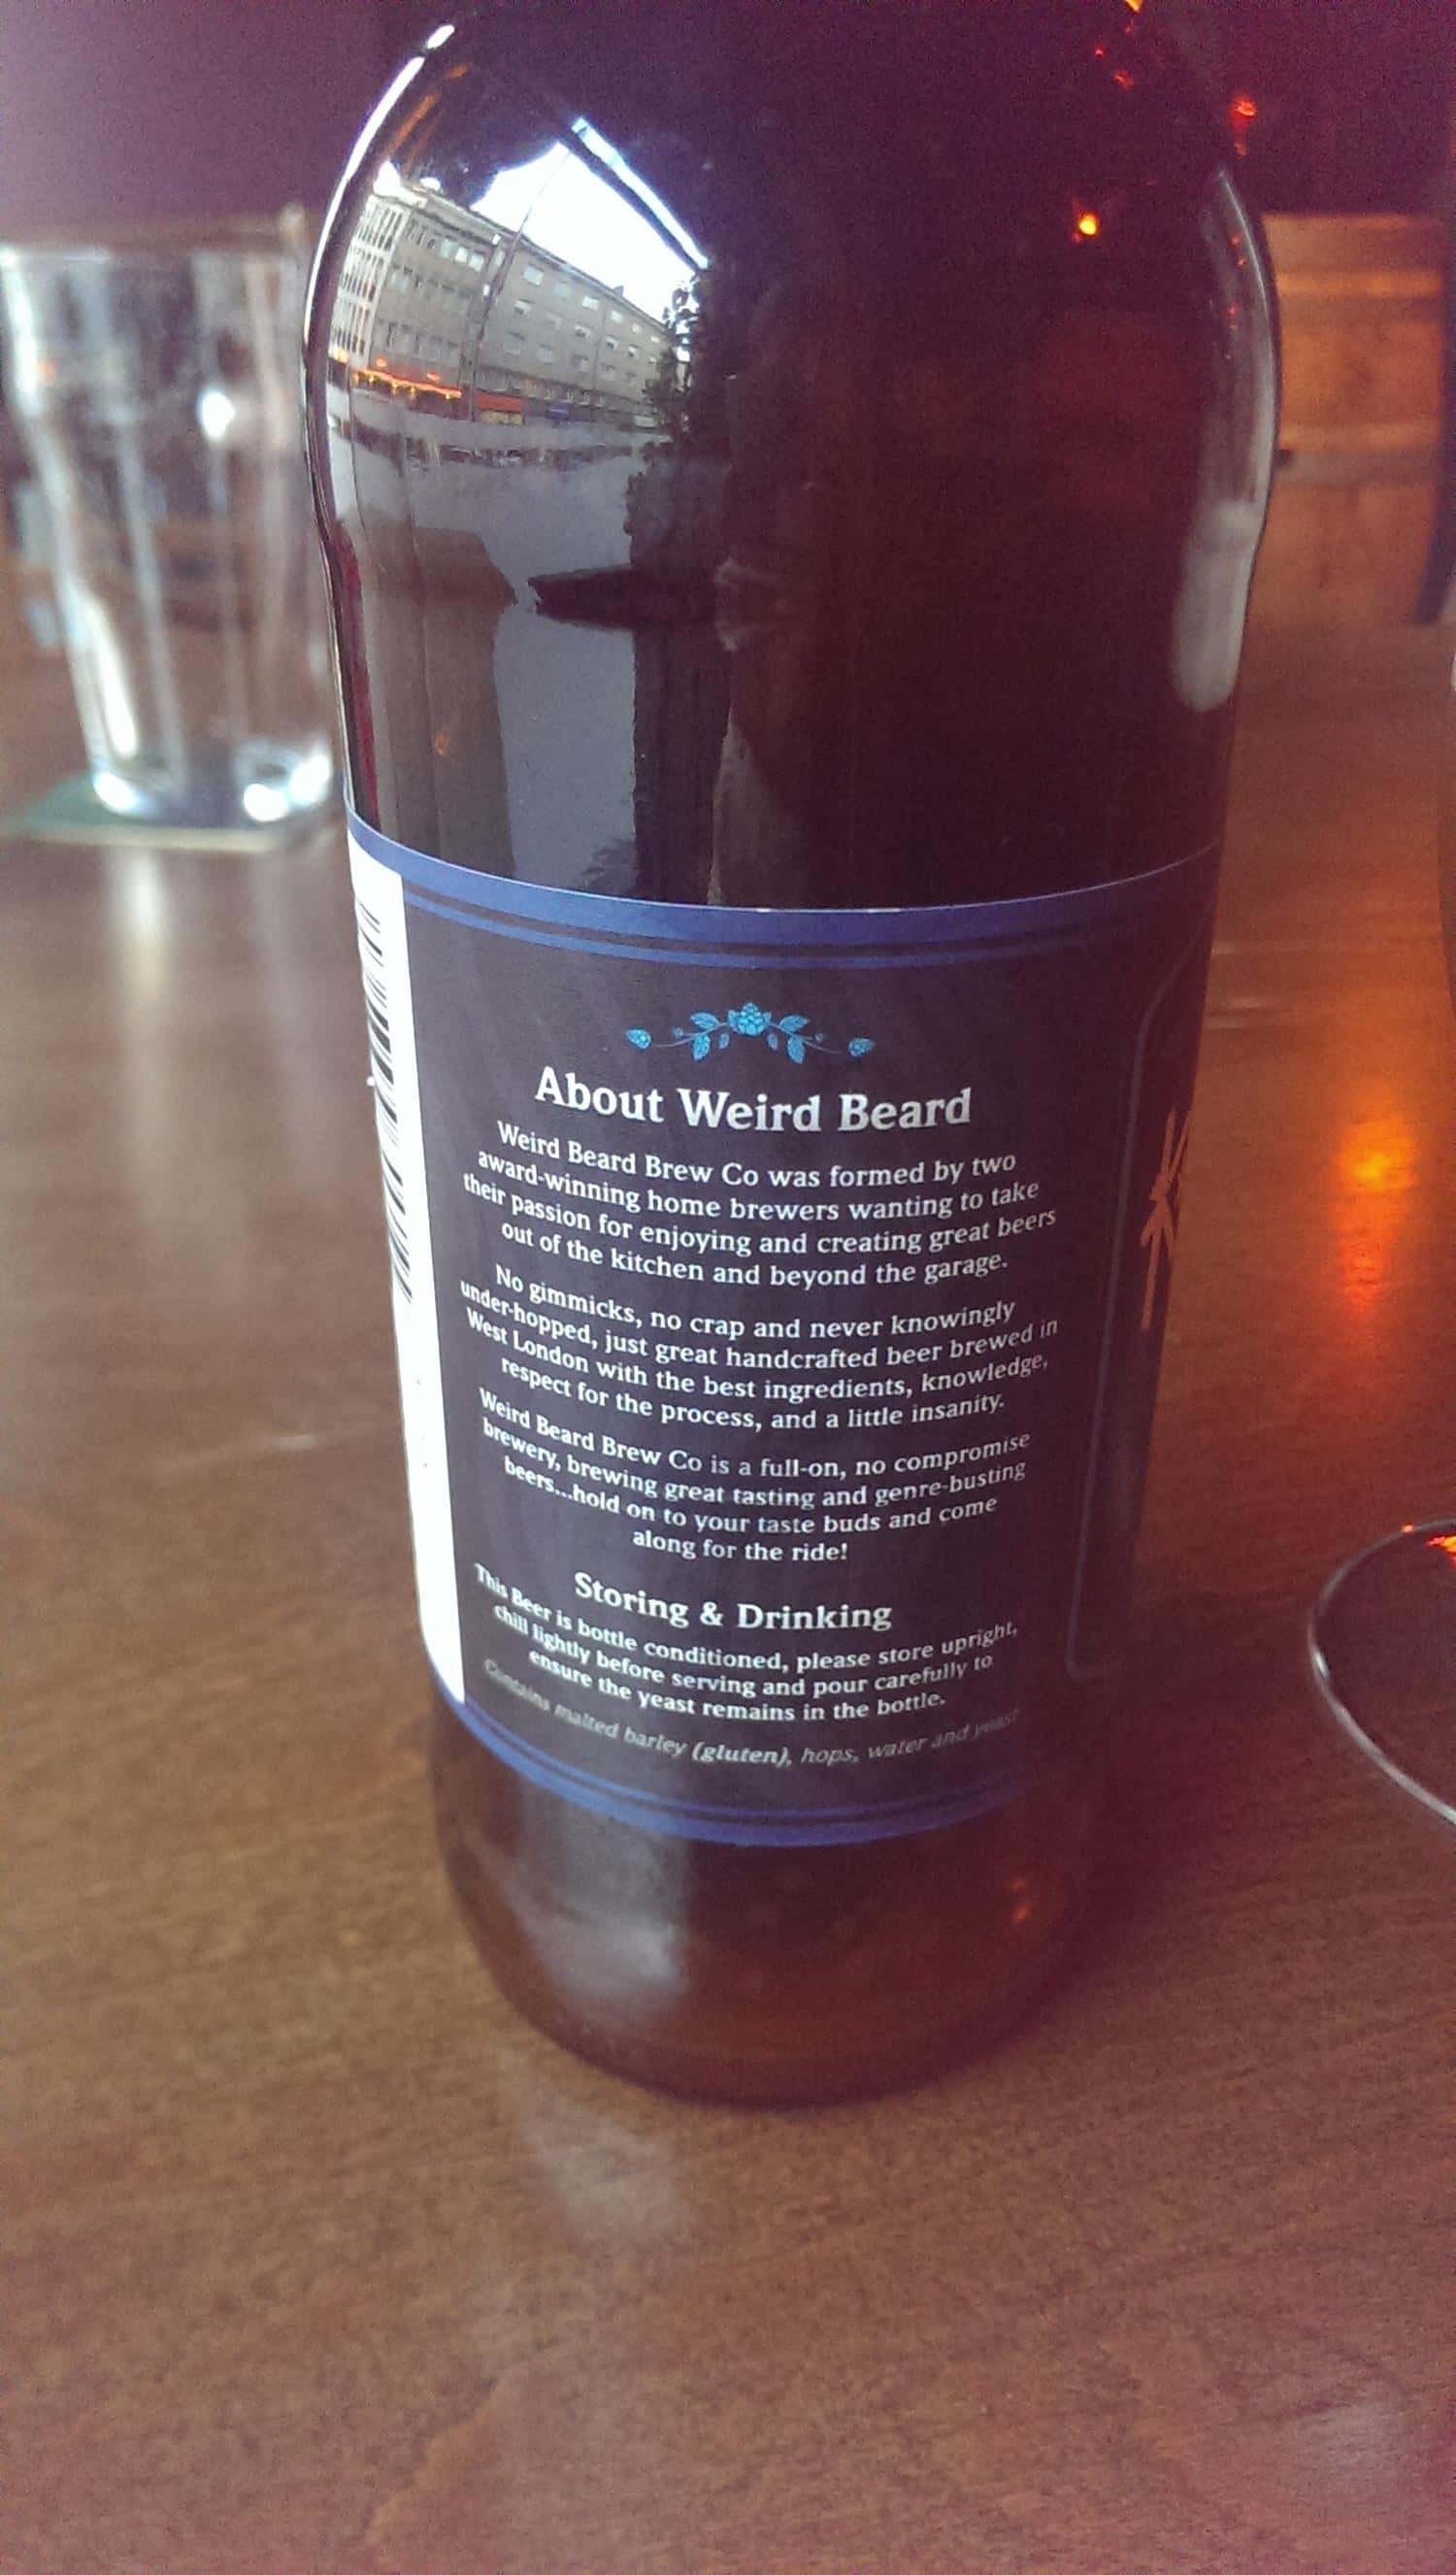 About Weird Beard
Weird Beard Brew Co was formed by two
award-winning home brewers wanting to take
their passion for enjoying and creating great beers
out of the kitchen and beyond the garage.
No gimmicks, no crap and never knowingly
under-hopped, just great handcrafted beer brewed in
West London with the best ingredients, knowledge,
respect for the process, and a little insanity.
Weird Beard Brew Co is a full-on, no compromise
brewery, brewing great tasting and genre-busting
beers...hold on to your taste buds and come
along for the ride!
Storing & Drinking
This Beer is bottle conditioned, please store upright,
chill lightly before serving and pour carefully to
ensure the yeast remains in the bottle.
Contains malted barley (gluten), hops, water and yeast